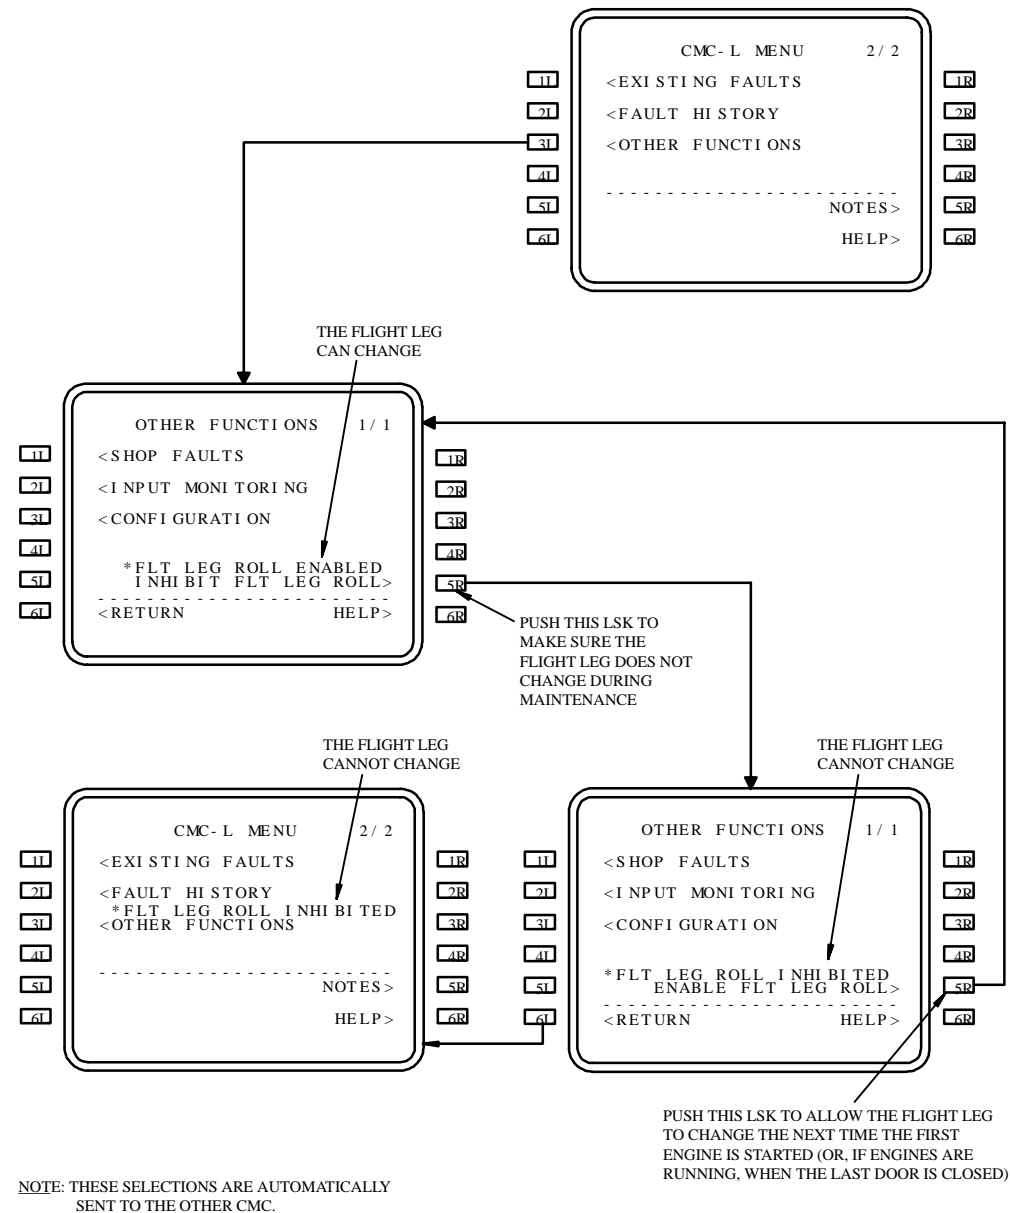 CMC-L MENU 2/2
1L <EXISTING FAULTS 1R
2L <FAULT HISTORY 2R
3L <OTHER FUNCTIONS 3R
4L 4R
------------------------
5L NOTES> 5R
6L HELP> 6R
THE FLIGHT LEG
CAN CHANGE
OTHER FUNCTIONS 1/1
1L <SHOP FAULTS 1R
2L <INPUT MONITORING 2R
3L <CONFIGURATION 3R
4L 4R
*FLT LEG ROLL ENABLED
5L INHIBIT FLT LEG ROLL> 5R
------------------------
6L <RETURN HELP> 6R
PUSH THIS LSK TO
MAKE SURE THE
FLIGHT LEG DOES NOT
CHANGE DURING
MAINTENANCE
THE FLIGHT LEG
CANNOT CHANGE
CMC-L MENU 2/2
1L <EXISTING FAULTS 1R
2L <FAULT HISTORY 2R
*FLT LEG ROLL INHIBITED
3L <OTHER FUNCTIONS 3R
4L 4R
------------------------
5L NOTES> 5R
6L HELP> 6R
THE FLIGHT LEG
CANNOT CHANGE
OTHER FUNCTIONS 1/1
1L <SHOP FAULTS 1R
2L <INPUT MONITORING 2R
3L <CONFIGURATION 3R
4L 4R
*FLT LEG ROLL INHIBITED
5L ENABLE FLT LEG ROLL> 5R
------------------------
6L <RETURN HELP> 6R
PUSH THIS LSK TO ALLOW THE FLIGHT LEG
TO CHANGE THE NEXT TIME THE FIRST
ENGINE IS STARTED (OR, IF ENGINES ARE
RUNNING, WHEN THE LAST DOOR IS CLOSED)
NOTE: THESE SELECTIONS ARE AUTOMATICALLY
SENT TO THE OTHER CMC.